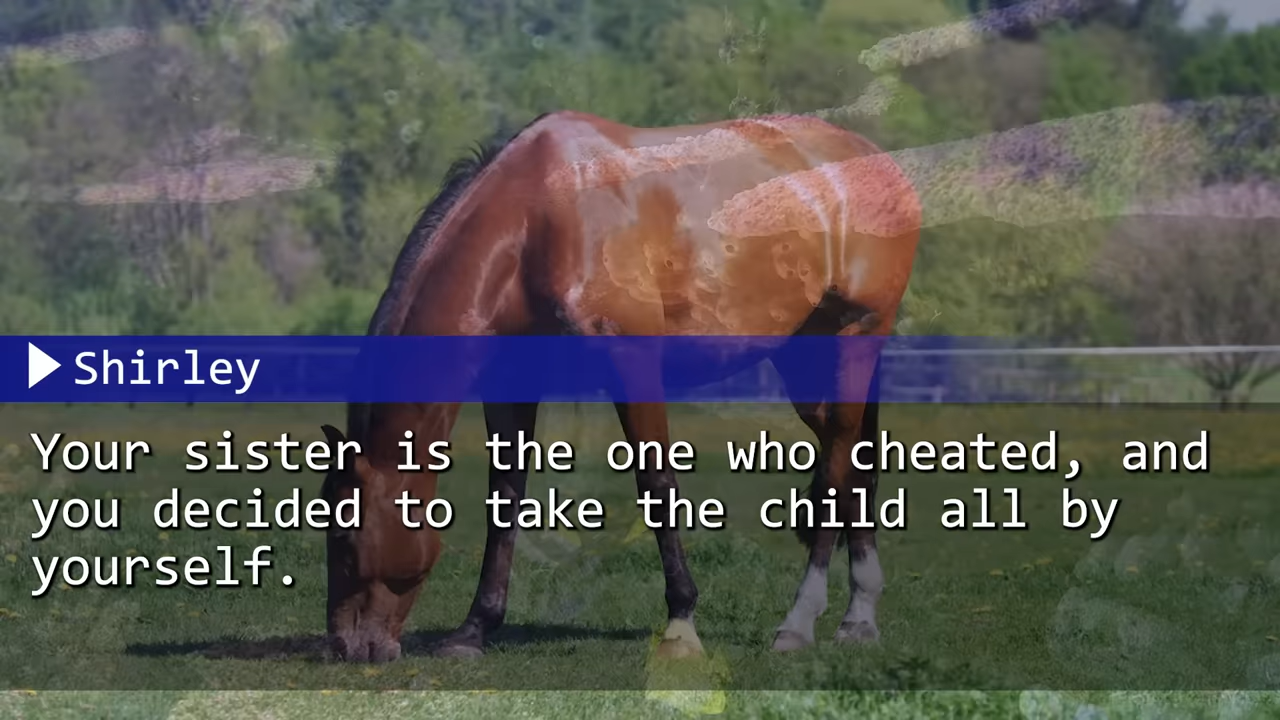 Shirley
Your sister is the one who cheated, and
you decided to take the child all by
yourself.